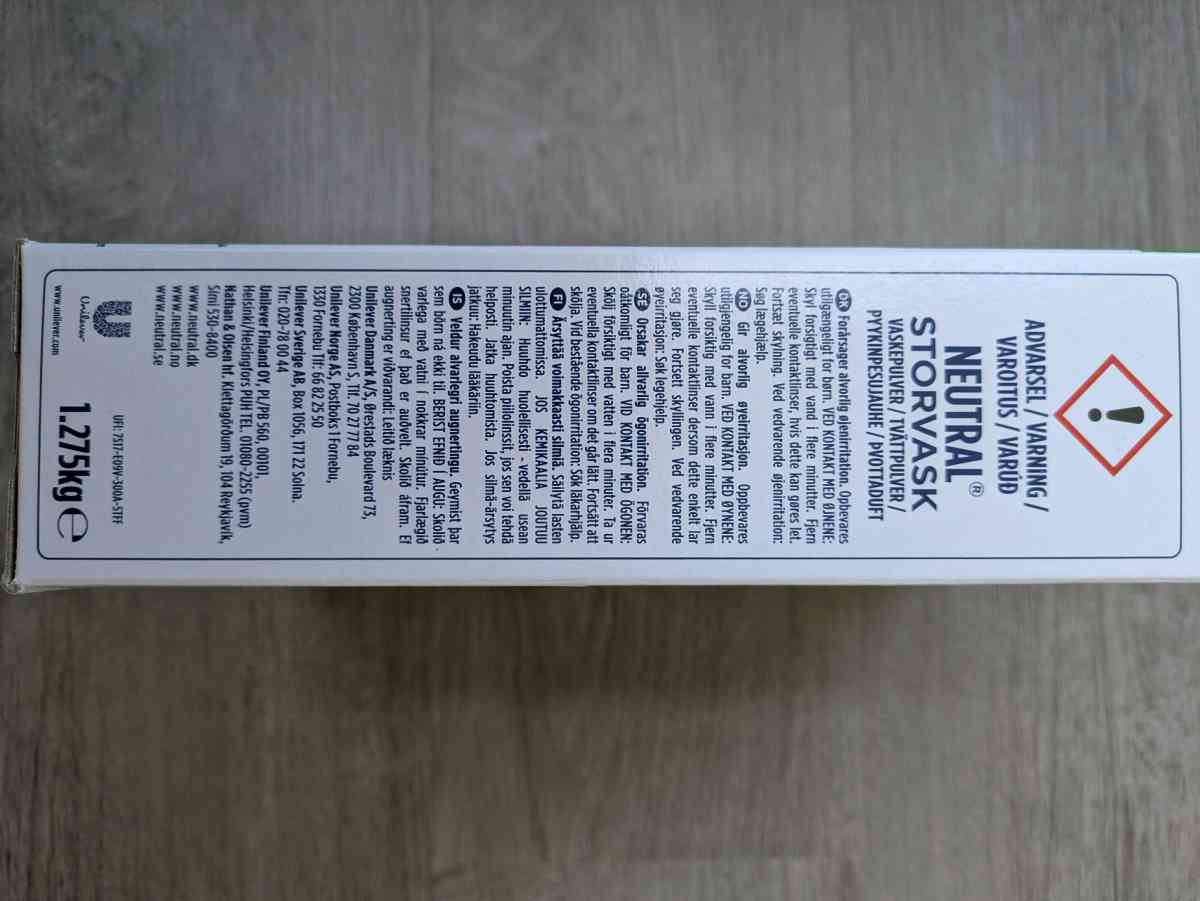 ADVARSEL / VARNING /
VAROITUS / VARÚÐ
NEUTRAL®
STORVASK
VASKEPULVER / TVÄTTPULVER /
PYYKINPESUJAUHE / ÞVOTTADUFT
DK Forårsager alvorlig øjenirritation. Opbevares
utilgængeligt for børn. VED KONTAKT MED ØJNENE:
Skyl forsigtigt med vand i flere minutter. Fjern
eventuelle kontaktlinser, hvis dette kan gøres let.
Fortsæt skylning. Ved vedvarende øjenirritation:
Søg lægehjælp.
NO Gir alvorlig øyeirritasjon. Oppbevares
utilgjengelig for barn. VED KONTAKT MED ØYNENE:
Skyll forsiktig med vann i flere minutter. Fjern
eventuelle kontaktlinser dersom dette enkelt lar
seg gjøre. Fortsett skyllingen. Ved vedvarende
øyeirritasjon: Søk legehjelp.
SE Orsakar allvarlig ögonirritation. Förvaras
oåtkomligt för barn. VID KONTAKT MED ÖGONEN:
Skölj försiktigt med vatten i flera minuter. Ta ur
eventuella kontaktlinser om det går lätt. Fortsätt att
skölja. Vid bestående ögonirritation: Sök läkarhjälp.
FI Ärsyttää voimakkaasti silmiä. Säilytä lasten
ulottumattomissa. JOS KEMIKAALIA JOUTUU
SILMIIN: Huuhdo huolellisesti vedellä usean
minuutin ajan. Poista piilolinssit, jos sen voi tehdä
helposti. Jatka huuhtomista. Jos silmä-ärsytys
jatkuu: Hakeudu lääkäriin.
IS Veldur alvarlegri augnertingu. Geymist þar
sem börn ná ekki til. BERIST EFNIÐ Í AUGU: Skolið
varlega með vatni í nokkrar mínútur. Fjarlægið
snertilinsur ef það er auðvelt. Skolið áfram. Ef
augnerting er viðvarandi: Leitið læknis
Unilever Danmark A/S, Ørestads Boulevard 73,
2300 København S, Tlf. 70 27 77 84
Unilever Norge AS, Postboks 1 Fornebu,
1330 Fornebu Tlf: 66 82 25 50
Unilever Sverige AB, Box 1056, 171 22 Solna.
Tfn: 020-78 00 44
Unilever Finland OY, PL/PB 560, 00101,
Helsinki/Helsingfors PUH TEL. 010080-2255 (pvm)
Nathan & Olsen hf. Klettagörðum 19, 104 Reykjavík,
Sími 530-8400
www.neutral.dk
www.neutral.no
www.neutral.se
UFI: 7S17-E09V-300A-S1FF
Unilever
www.unilever.com
1.275kg ℮